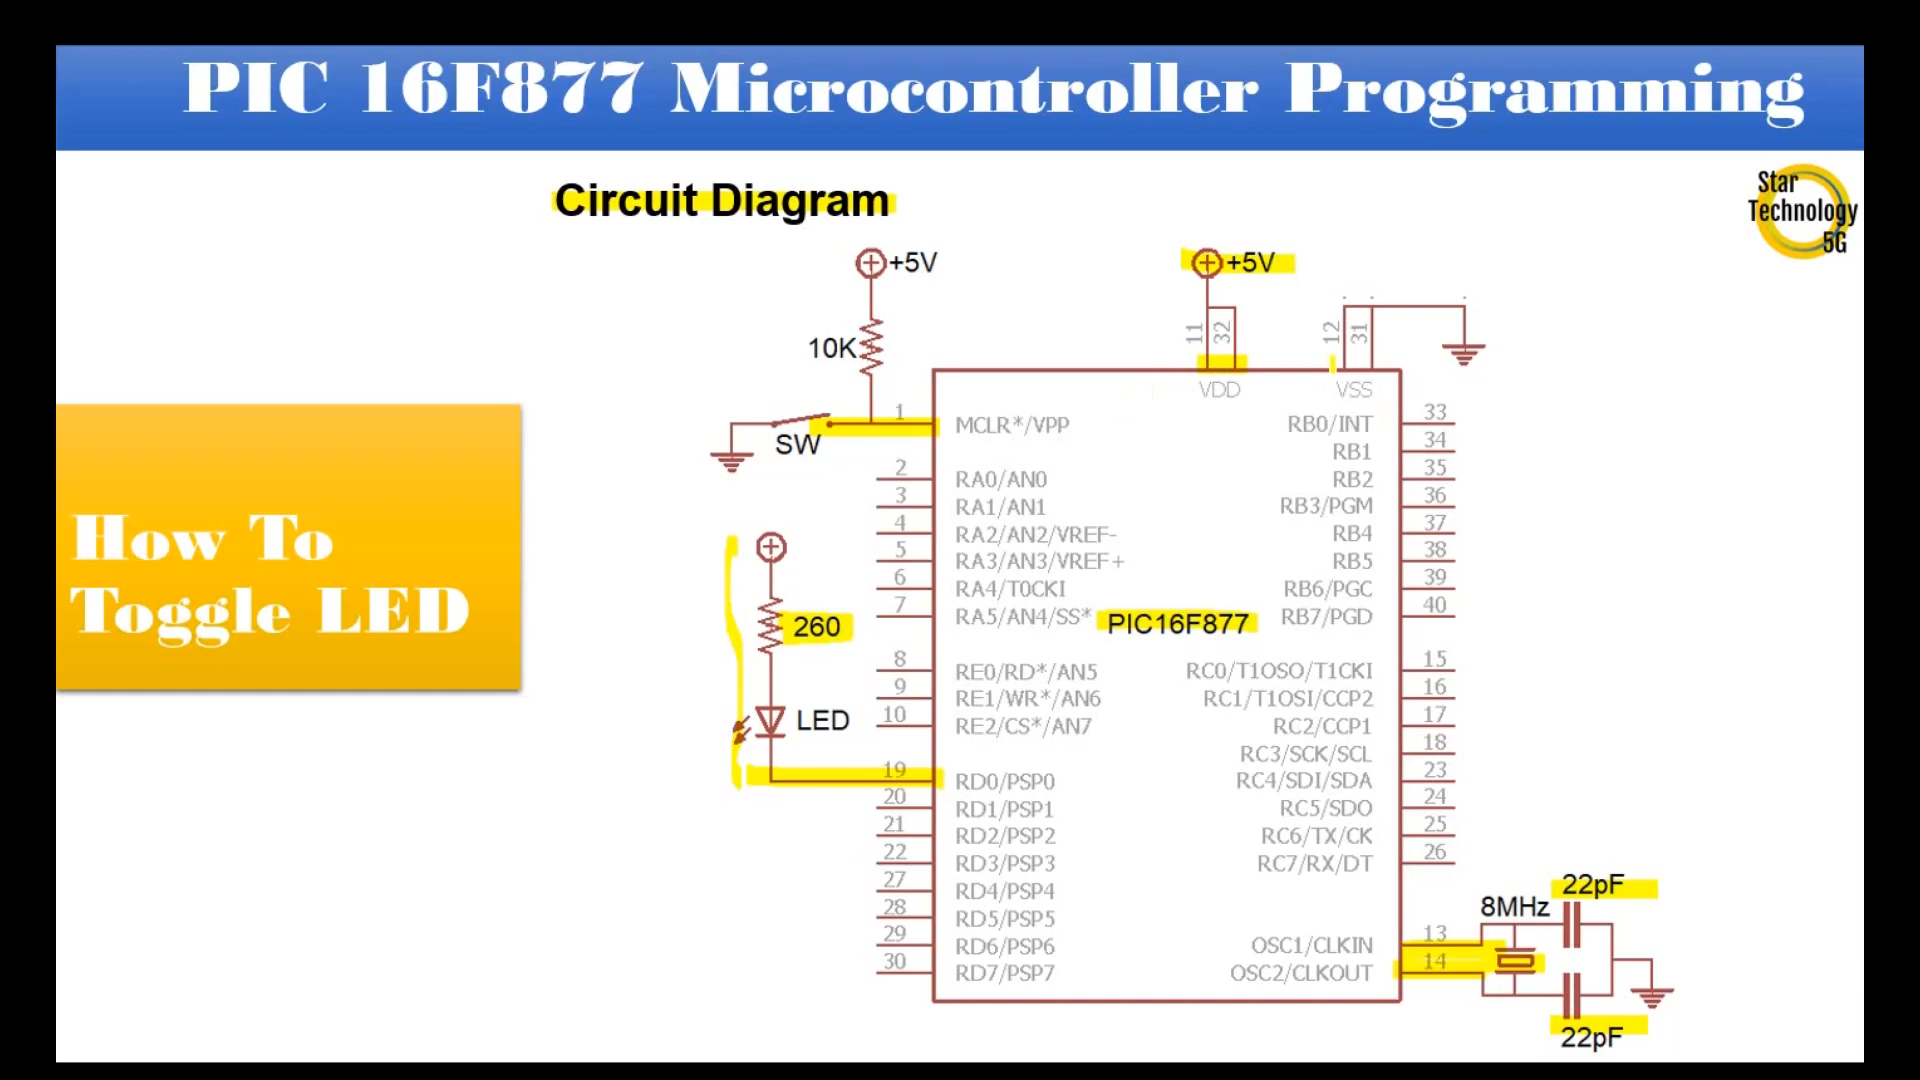 PIC 16F877 Microcontroller Programming
Star
Technology
5G
Circuit Diagram
+5V
+5V
10K
11
32
12
31
VDD
VSS
SW
How To
Toggle LED
260
LED
PIC16F877
1 MCLR*/VPP
2 RA0/AN0
3 RA1/AN1
4 RA2/AN2/VREF-
5 RA3/AN3/VREF+
6 RA4/T0CKI
7 RA5/AN4/SS*
8 RE0/RD*/AN5
9 RE1/WR*/AN6
10 RE2/CS*/AN7
19 RD0/PSP0
20 RD1/PSP1
21 RD2/PSP2
22 RD3/PSP3
27 RD4/PSP4
28 RD5/PSP5
29 RD6/PSP6
30 RD7/PSP7
RB0/INT 33
RB1 34
RB2 35
RB3/PGM 36
RB4 37
RB5 38
RB6/PGC 39
RB7/PGD 40
RC0/T1OSO/T1CKI 15
RC1/T1OSI/CCP2 16
RC2/CCP1 17
RC3/SCK/SCL 18
RC4/SDI/SDA 23
RC5/SDO 24
RC6/TX/CK 25
RC7/RX/DT 26
OSC1/CLKIN 13
OSC2/CLKOUT 14
8MHz
22pF
22pF